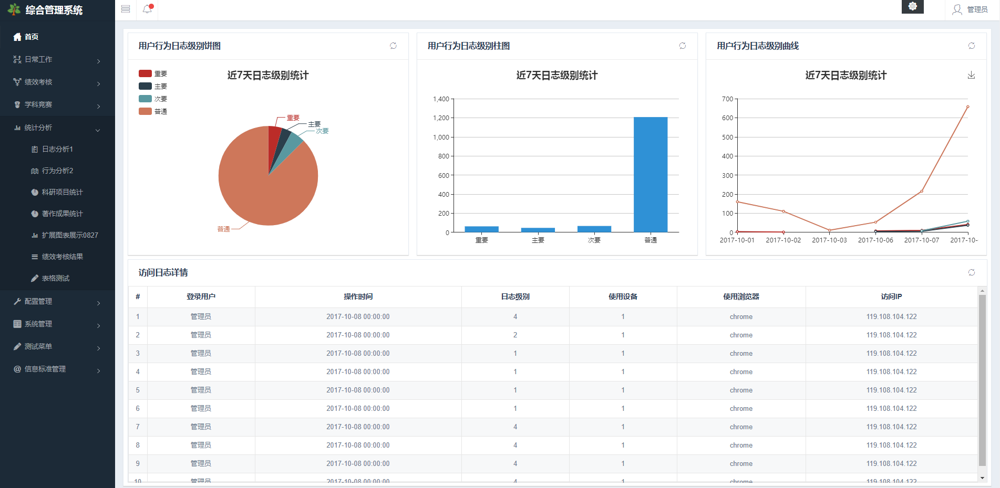 综合管理系统
管理员
首页
日常工作
绩效考核
学科竞赛
统计分析
日志分析1
行为分析2
科研项目统计
著作成果统计
扩展图表展示0827
绩效考核结果
表格测试
配置管理
系统管理
测试菜单
@ 信息标准管理
用户行为日志级别饼图
近7天日志级别统计
重要
主要
次要
普通
重要
主要
次要
普通
用户行为日志级别柱图
近7天日志级别统计
1,400
1,200
1,000
800
600
400
200
0
重要 主要 次要 普通
用户行为日志级别曲线
近7天日志级别统计
700
600
500
400
300
200
100
0
2017-10-01 2017-10-02 2017-10-03 2017-10-06 2017-10-07 2017-10-
访问日志详情
# 登录用户 操作时间 日志级别 使用设备 使用浏览器 访问IP
1 管理员 2017-10-08 00:00:00 4 1 chrome 119.108.104.122
2 管理员 2017-10-08 00:00:00 2 1 chrome 119.108.104.122
3 管理员 2017-10-08 00:00:00 1 1 chrome 119.108.104.122
4 管理员 2017-10-08 00:00:00 1 1 chrome 119.108.104.122
5 管理员 2017-10-08 00:00:00 1 1 chrome 119.108.104.122
6 管理员 2017-10-08 00:00:00 1 1 chrome 119.108.104.122
7 管理员 2017-10-08 00:00:00 4 1 chrome 119.108.104.122
8 管理员 2017-10-08 00:00:00 4 1 chrome 119.108.104.122
9 管理员 2017-10-08 00:00:00 4 1 chrome 119.108.104.122
10 管理员 2017-10-08 00:00:00 4 1 chrome 119.108.104.122